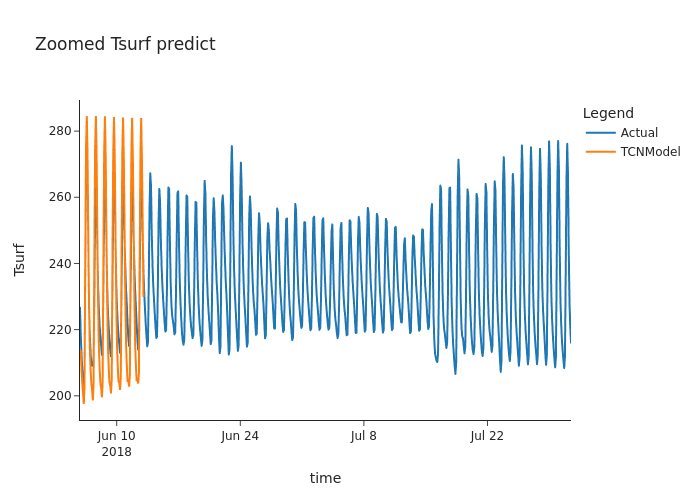 Zoomed Tsurf predict
Legend
Actual
TCNModel
280
260
240
220
200
Tsurf
Jun 10
2018
Jun 24
Jul 8
Jul 22
time